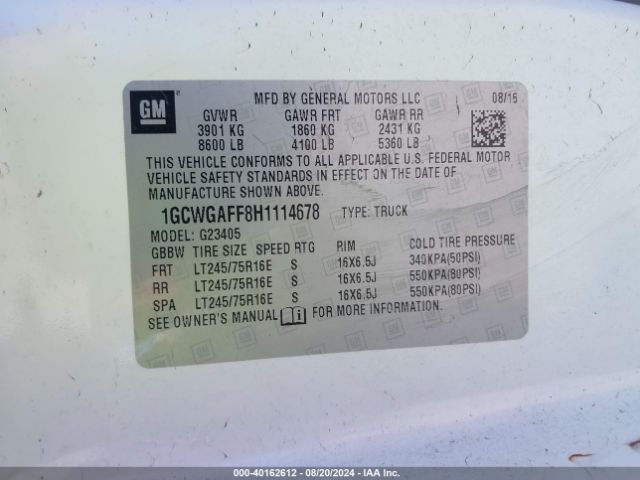 GM
MFD BY GENERAL MOTORS LLC 08/16
GVWR GAWR FRT GAWR RR
3901 KG 1860 KG 2431 KG
8600 LB 4100 LB 5360 LB
THIS VEHICLE CONFORMS TO ALL APPLICABLE U.S. FEDERAL MOTOR
VEHICLE SAFETY STANDARDS IN EFFECT ON THE DATE OF
MANUFACTURE SHOWN ABOVE.
1GCWGAFF8H1114678 TYPE: TRUCK
MODEL: G23405
GBBW TIRE SIZE SPEED RTG RIM COLD TIRE PRESSURE
FRT LT245/75R16E S 16X6.5J 340KPA(50PSI)
RR LT245/75R16E S 16X6.5J 550KPA(80PSI)
SPA LT245/75R16E S 16X6.5J 550KPA(80PSI)
SEE OWNER'S MANUAL i FOR MORE INFORMATION.
000-40162612 - 08/20/2024 - IAA Inc.